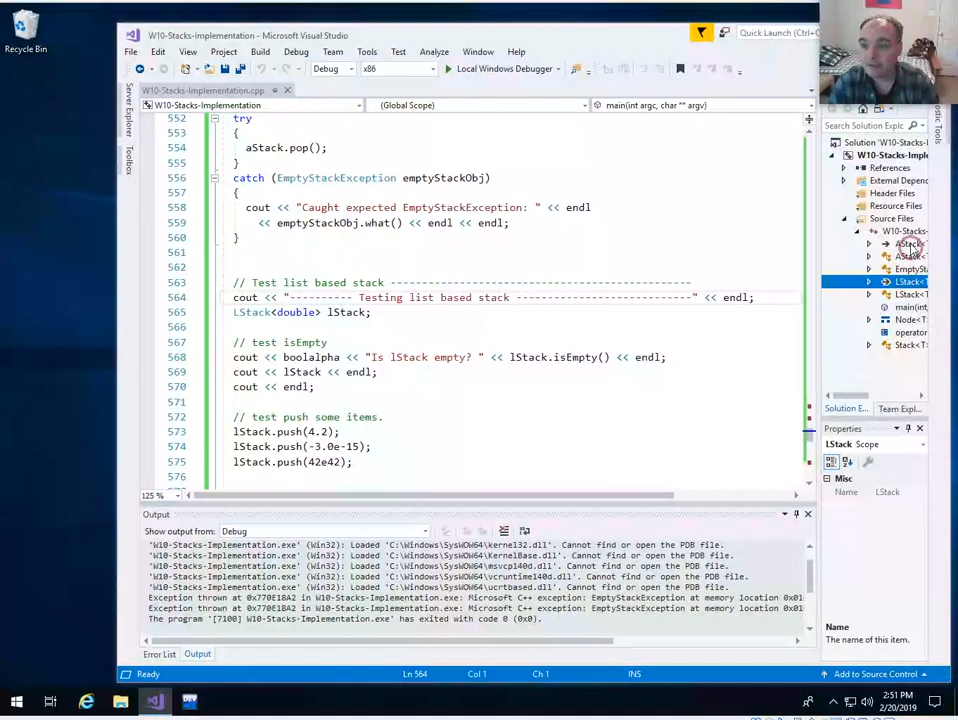 Recycle Bin
W10-Stacks-Implementation - Microsoft Visual Studio
Quick Launch (Ctrl+Q)
File Edit View Project Build Debug Team Tools Test Analyze Window Help
Debug x86 Local Windows Debugger
Server Explorer
Toolbox
W10-Stacks-Implementation.cpp
W10-Stacks-Implementation (Global Scope) main(int argc, char ** argv)
552 try
553 {
554 aStack.pop();
555 }
556 catch (EmptyStackException emptyStackObj)
557 {
558 cout << "Caught expected EmptyStackException: " << endl
559 << emptyStackObj.what() << endl << endl;
560 }
561
562
563 // Test list based stack ----------------------------------------------
564 cout << "---------- Testing list based stack ---------------------------" << endl;
565 LStack<double> lStack;
566
567 // test isEmpty
568 cout << boolalpha << "Is lStack empty? " << lStack.isEmpty() << endl;
569 cout << lStack << endl;
570 cout << endl;
571
572 // test push some items.
573 lStack.push(4.2);
574 lStack.push(-3.0e-15);
575 lStack.push(42e42);
576
125 %
Output
Show output from: Debug
'W10-Stacks-Implementation.exe' (Win32): Loaded 'C:\Windows\SysWOW64\kernel32.dll'. Cannot find or open the PDB file.
'W10-Stacks-Implementation.exe' (Win32): Loaded 'C:\Windows\SysWOW64\KernelBase.dll'. Cannot find or open the PDB file.
'W10-Stacks-Implementation.exe' (Win32): Loaded 'C:\Windows\SysWOW64\msvcp140d.dll'. Cannot find or open the PDB file.
'W10-Stacks-Implementation.exe' (Win32): Loaded 'C:\Windows\SysWOW64\vcruntime140d.dll'. Cannot find or open the PDB file.
'W10-Stacks-Implementation.exe' (Win32): Loaded 'C:\Windows\SysWOW64\ucrtbased.dll'. Cannot find or open the PDB file.
Exception thrown at 0x770E18A2 in W10-Stacks-Implementation.exe: Microsoft C++ exception: EmptyStackException at memory location 0x01
Exception thrown at 0x770E18A2 in W10-Stacks-Implementation.exe: Microsoft C++ exception: EmptyStackException at memory location 0x01
The program '[7100] W10-Stacks-Implementation.exe' has exited with code 0 (0x0).
Error List Output
Search Solution Explo
Solution 'W10-Stacks-Imp
W10-Stacks-Imple
References
External Depend
Header Files
Resource Files
Source Files
W10-Stacks-
AStack<T
AStack<T
EmptySta
LStack<T
LStack<T
main(int
Node<T>
operator
Stack<T>
Solution E... Team Expl...
Properties
LStack Scope
Misc
Name LStack
Name
The name of this item.
Ready Ln 564 Col 1 Ch 1 INS Add to Source Control
2:51 PM
2/20/2019